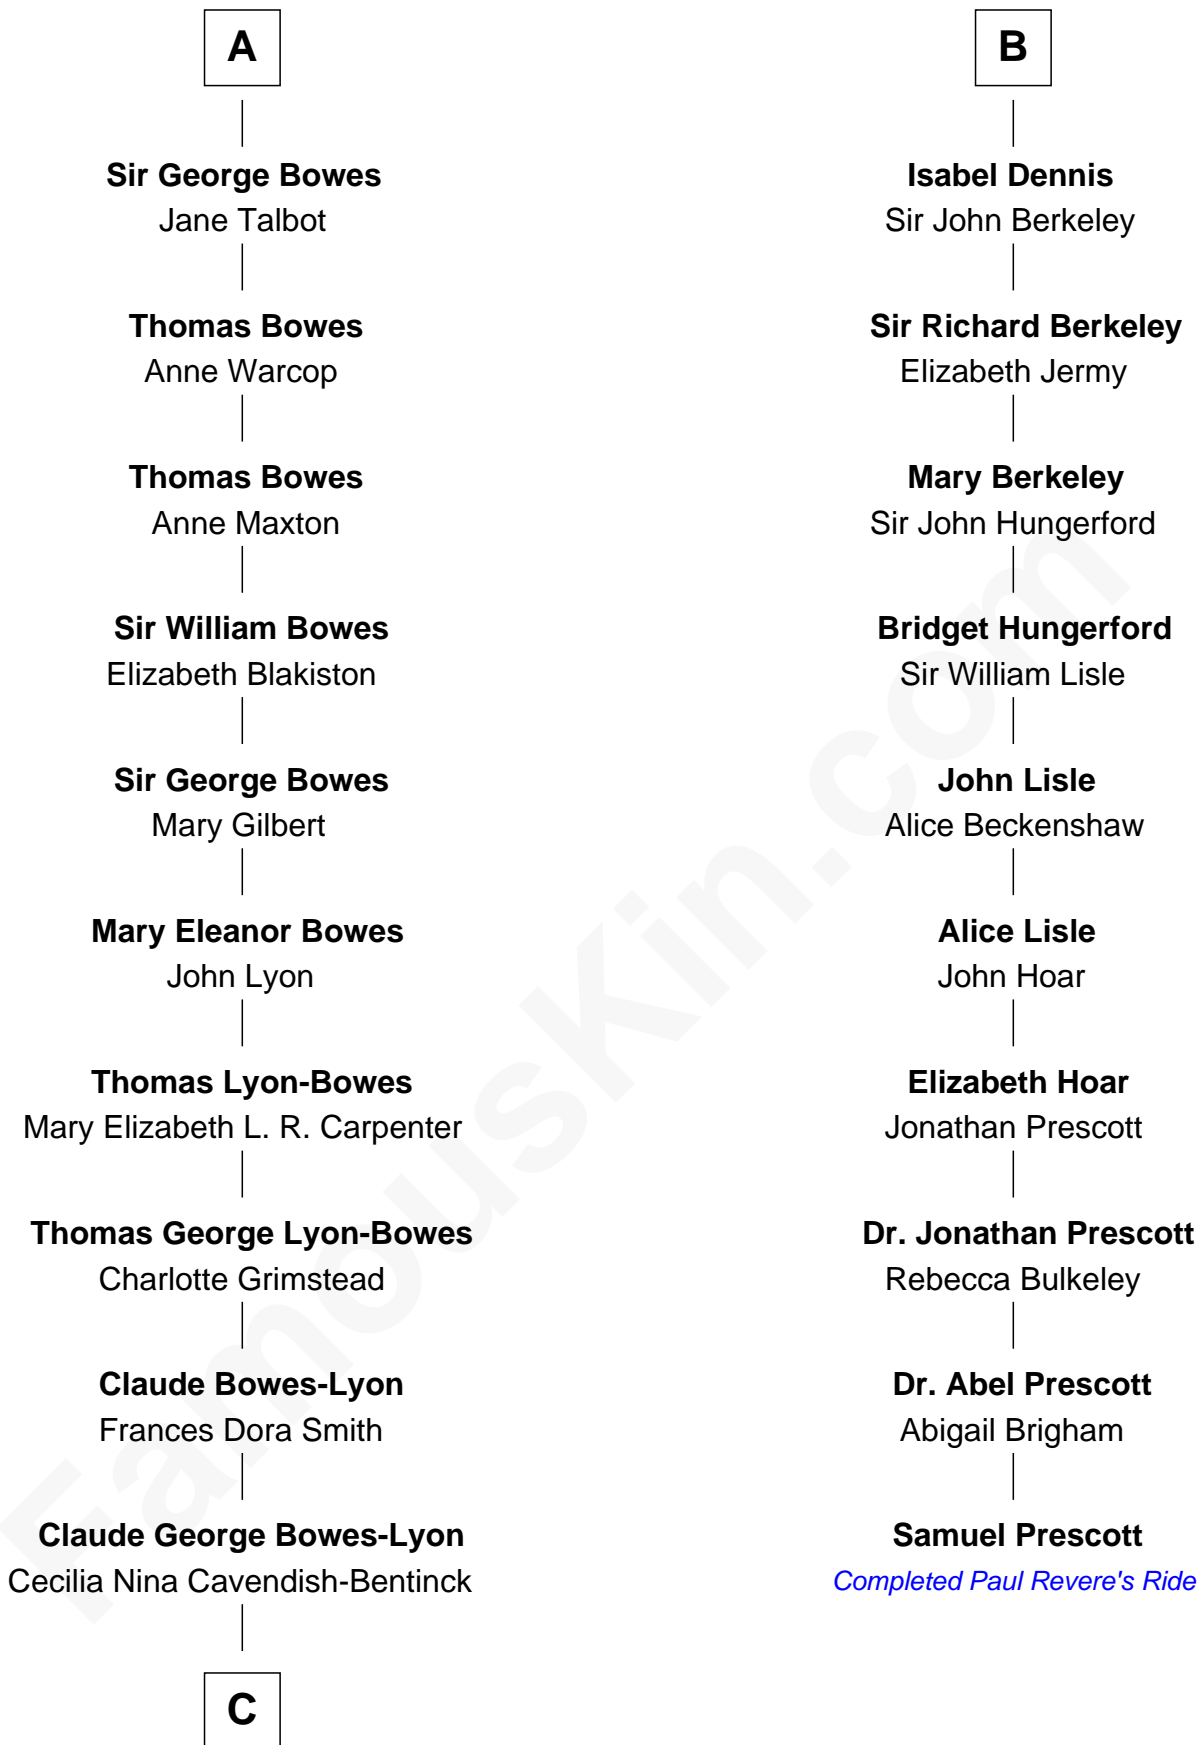 A
Sir George Bowes
Jane Talbot
Thomas Bowes
Anne Warcop
Thomas Bowes
Anne Maxton
Sir William Bowes
Elizabeth Blakiston
Sir George Bowes
Mary Gilbert
Mary Eleanor Bowes
John Lyon
Thomas Lyon-Bowes
Mary Elizabeth L. R. Carpenter
Thomas George Lyon-Bowes
Charlotte Grimstead
Claude Bowes-Lyon
Frances Dora Smith
Claude George Bowes-Lyon
Cecilia Nina Cavendish-Bentinck
C
B
Isabel Dennis
Sir John Berkeley
Sir Richard Berkeley
Elizabeth Jermy
Mary Berkeley
Sir John Hungerford
Bridget Hungerford
Sir William Lisle
John Lisle
Alice Beckenshaw
Alice Lisle
John Hoar
Elizabeth Hoar
Jonathan Prescott
Dr. Jonathan Prescott
Rebecca Bulkeley
Dr. Abel Prescott
Abigail Brigham
Samuel Prescott
Completed Paul Revere's Ride
FamousKin.com